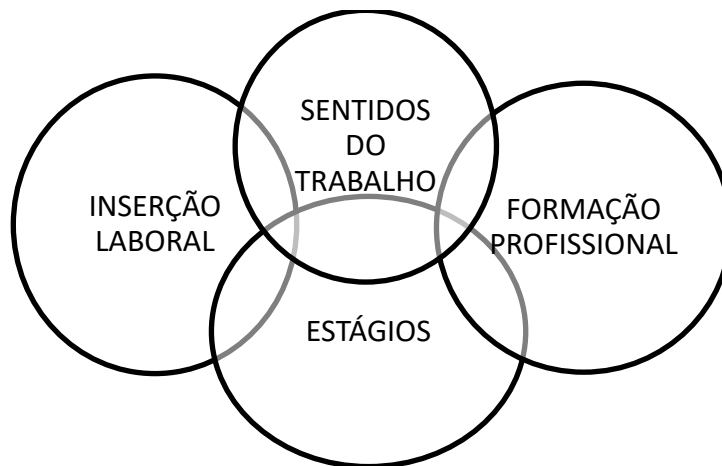 SENTIDOS
DO
TRABALHO
INSERÇÃO
LABORAL
FORMAÇÃO
PROFISSIONAL
ESTÁGIOS